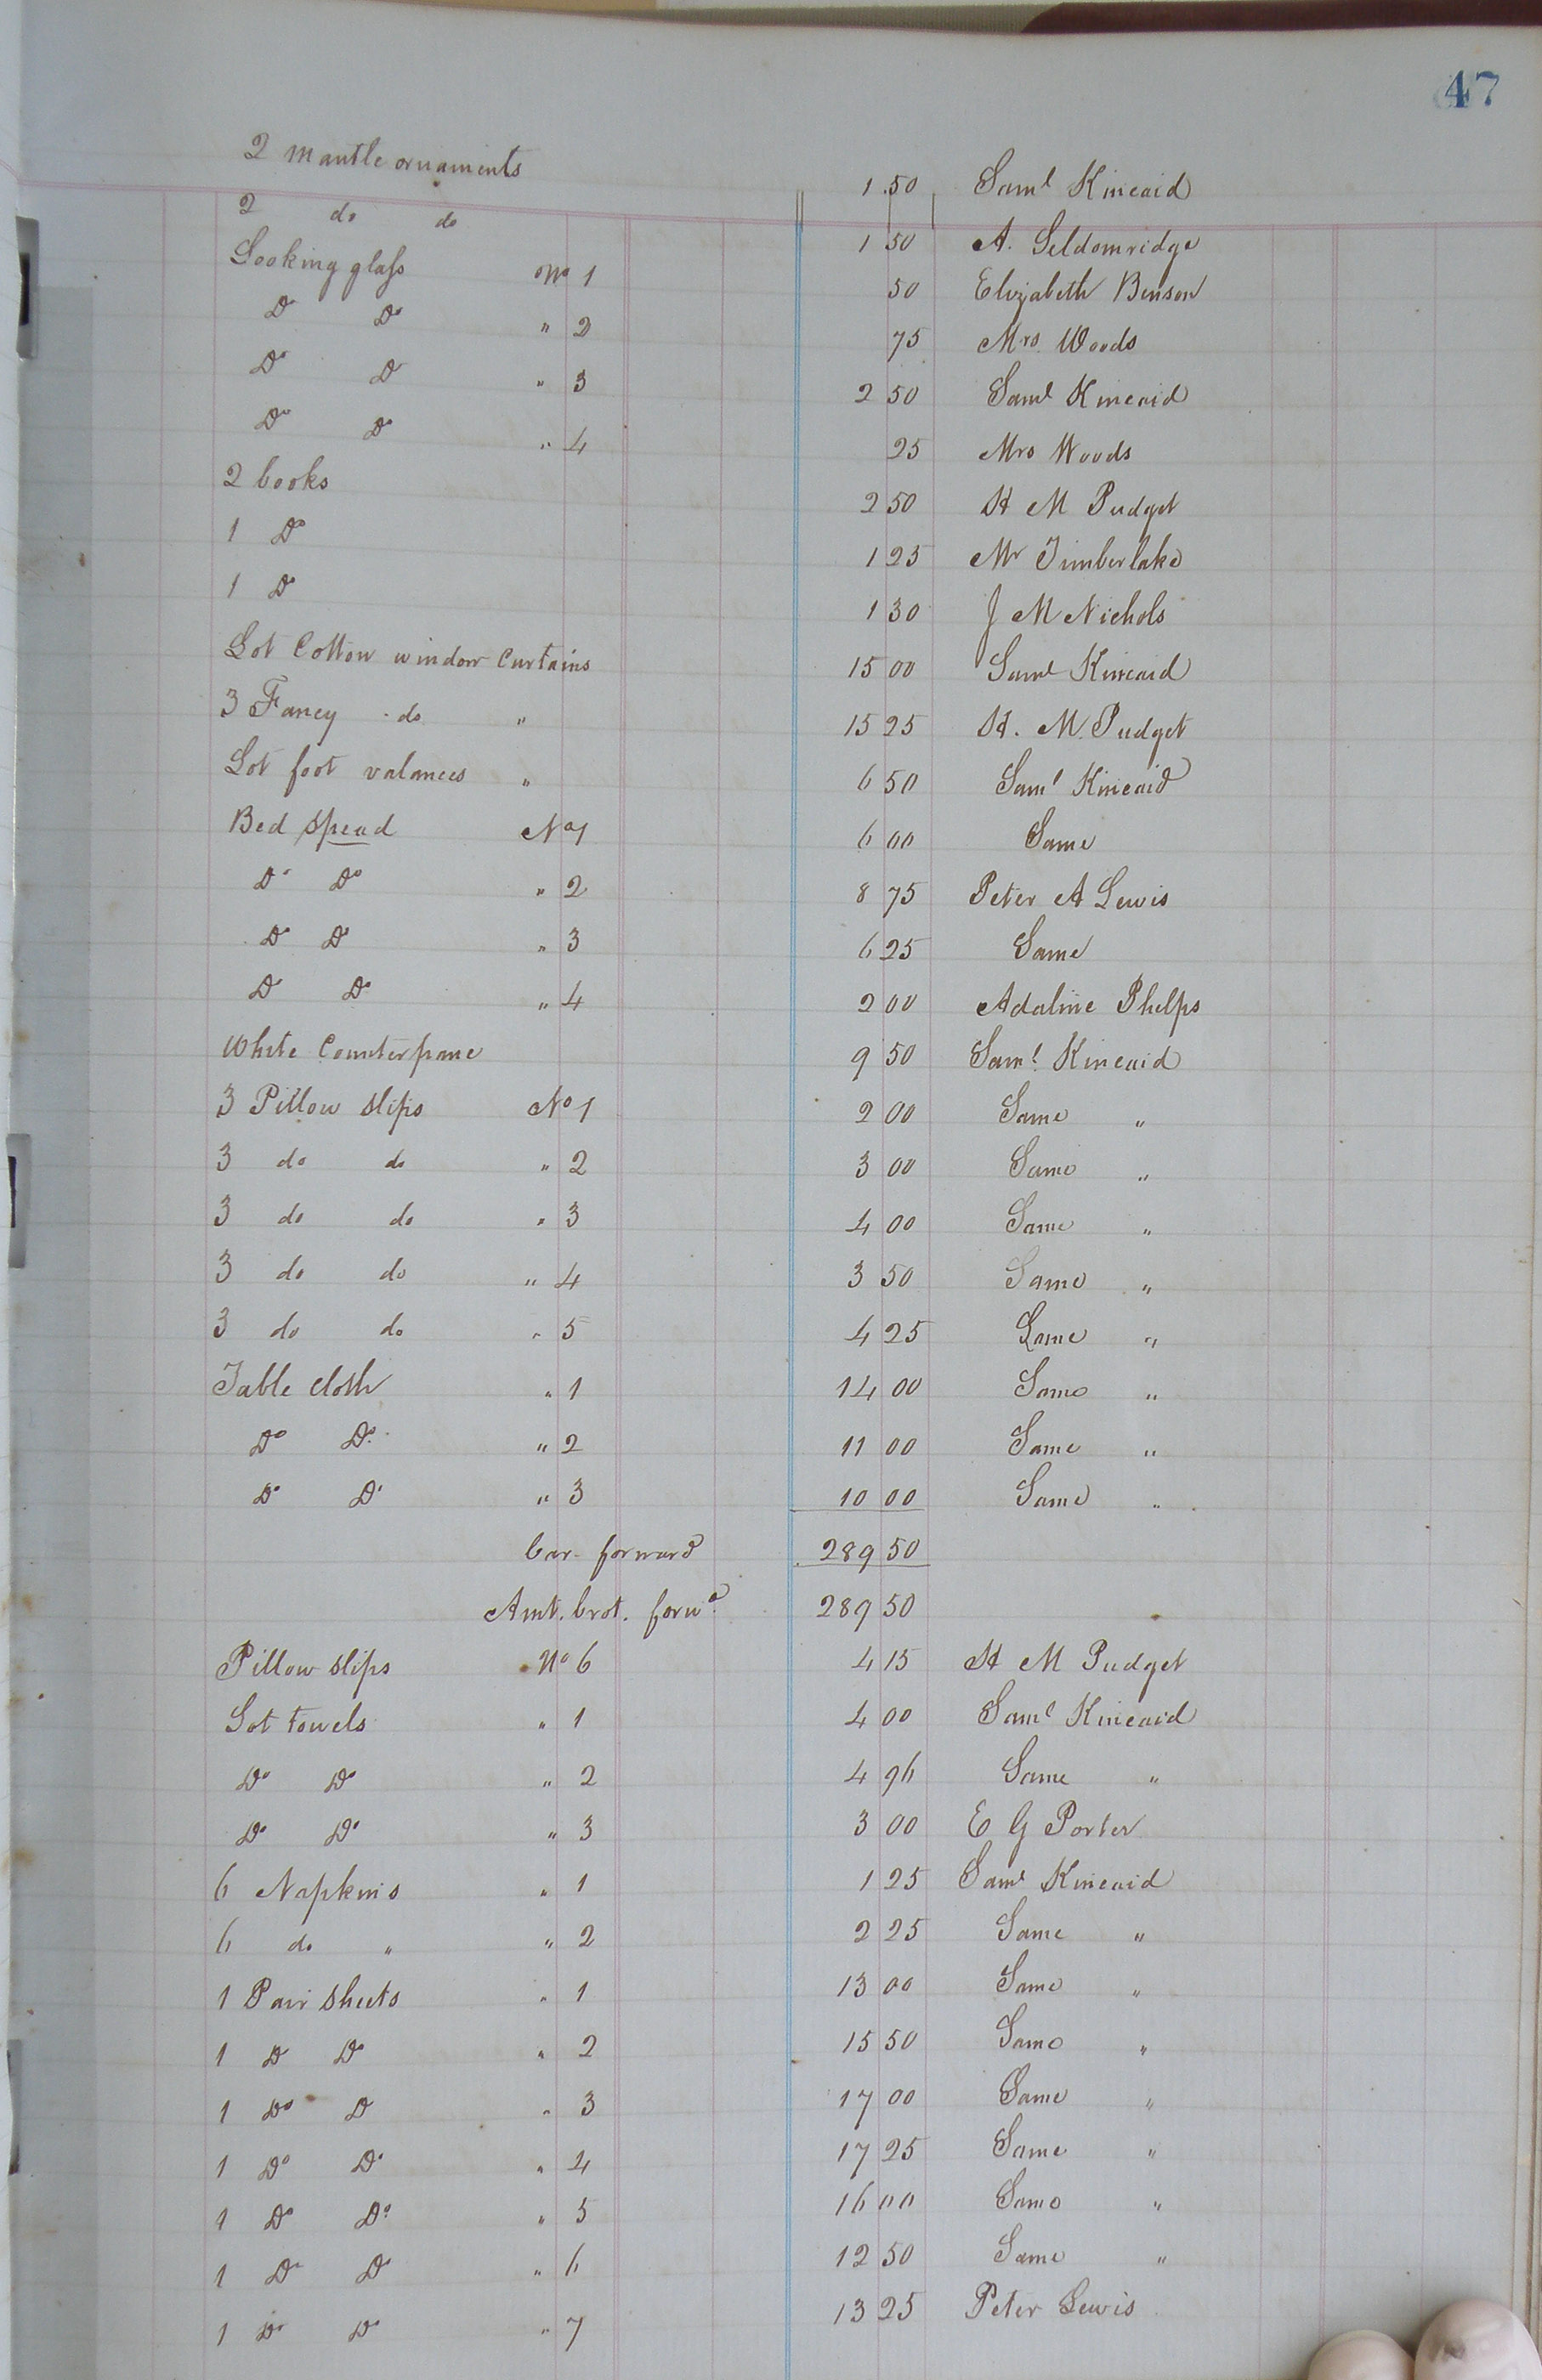 47
2 Mantle ornaments 1.50 Saml Kincaid
2 do do 1 50 A. Seldomridge
Looking glass No 1 50 Elizabeth Benson
Do Do " 2 75 Mrs. Woods
Do Do " 3 2 50 Saml Kincaid
Do Do " 4 25 Mrs Woods
2 books 2 50 H M Pudget
1 Do 1 25 Mr Timberlake
1 Do 1 30 J M Nichols
Lot Cotton window Curtains 15 00 Saml Kincaid
3 Fancy do " 15 25 H. M. Pudget
Lot foot valances " 6 50 Saml Kincaid
Bed Spead No 1 6 00 Same
Do Do " 2 8 75 Peter A Lewis
Do Do " 3 6 25 Same
Do Do " 4 2 00 Adaline Phelps
White Counterpane 9 50 Saml. Kincaid
3 Pillow slips No 1 2 00 Same "
3 do do " 2 3 00 Same "
3 do do " 3 4 00 Same "
3 do do " 4 3 50 Same "
3 do do " 5 4 25 Same "
Table cloth " 1 14 00 Same "
Do Do. " 2 11 00 Same "
Do Do " 3 10 00 Same "
Car- forward 289 50
Amt. brot. forwd. 289 50
Pillow slips No 6 4 15 H M Pudget
Lot towels " 1 4 00 Saml Kincaid
Do Do " 2 4 96 Same "
Do Do " 3 3 00 E G Porter
6 Napkins " 1 1 25 Saml Kincaid
6 do " " 2 2 25 Same "
1 Pair Sheets " 1 13 00 Same "
1 Do Do " 2 15 50 Same "
1 Do Do " 3 17 00 Same "
1 Do Do " 4 17 25 Same "
1 Do Do " 5 16 00 Same "
1 Do Do " 6 12 50 Same "
1 Do Do " 7 13 25 Peter Lewis